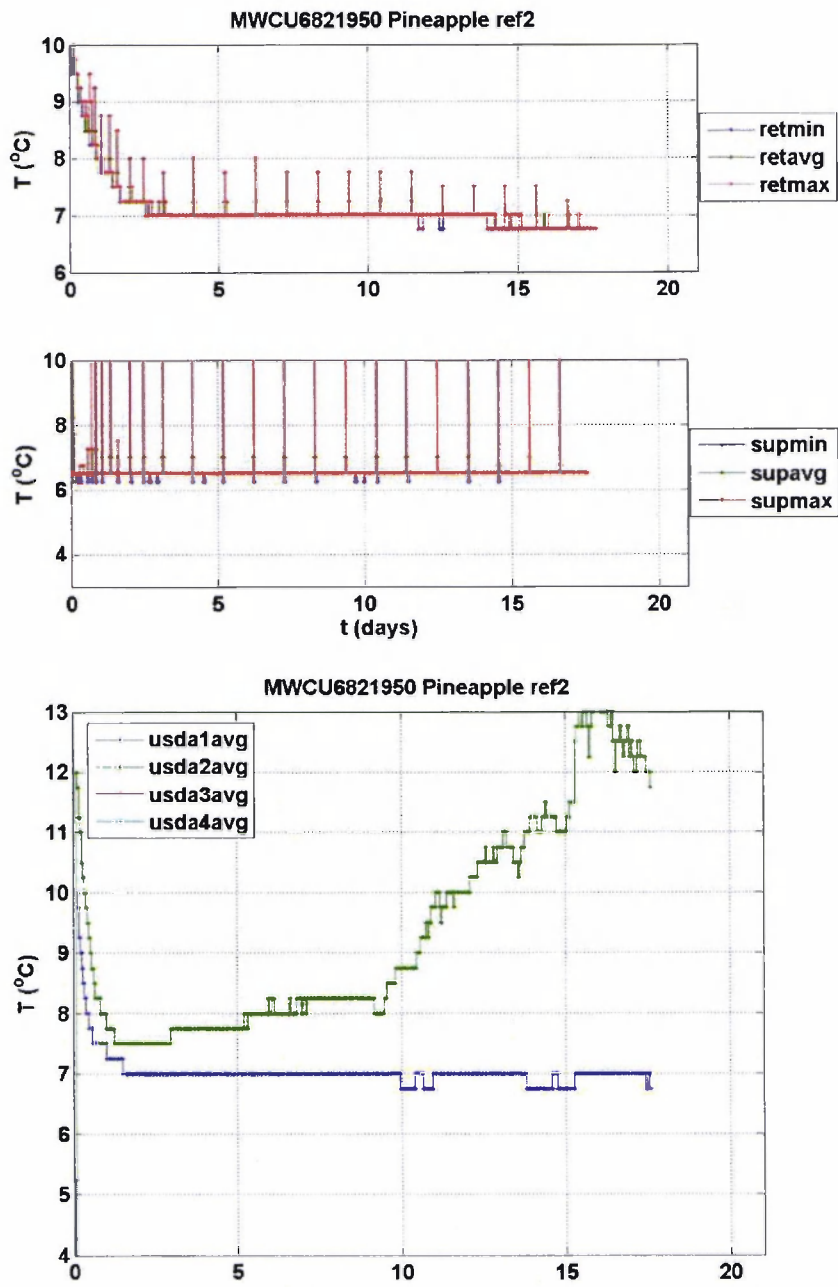 MWCU6821950 Pineapple ref2
10
9
8
7
6
T (°C)
0 5 10 15 20
retmin
retavg
retmax
10
8
6
4
T (°C)
0 5 10 15 20
t (days)
supmin
supavg
supmax
MWCU6821950 Pineapple ref2
13
12
11
10
9
8
7
6
5
4
T (°C)
0 5 10 15 20
usda1avg
usda2avg
usda3avg
usda4avg